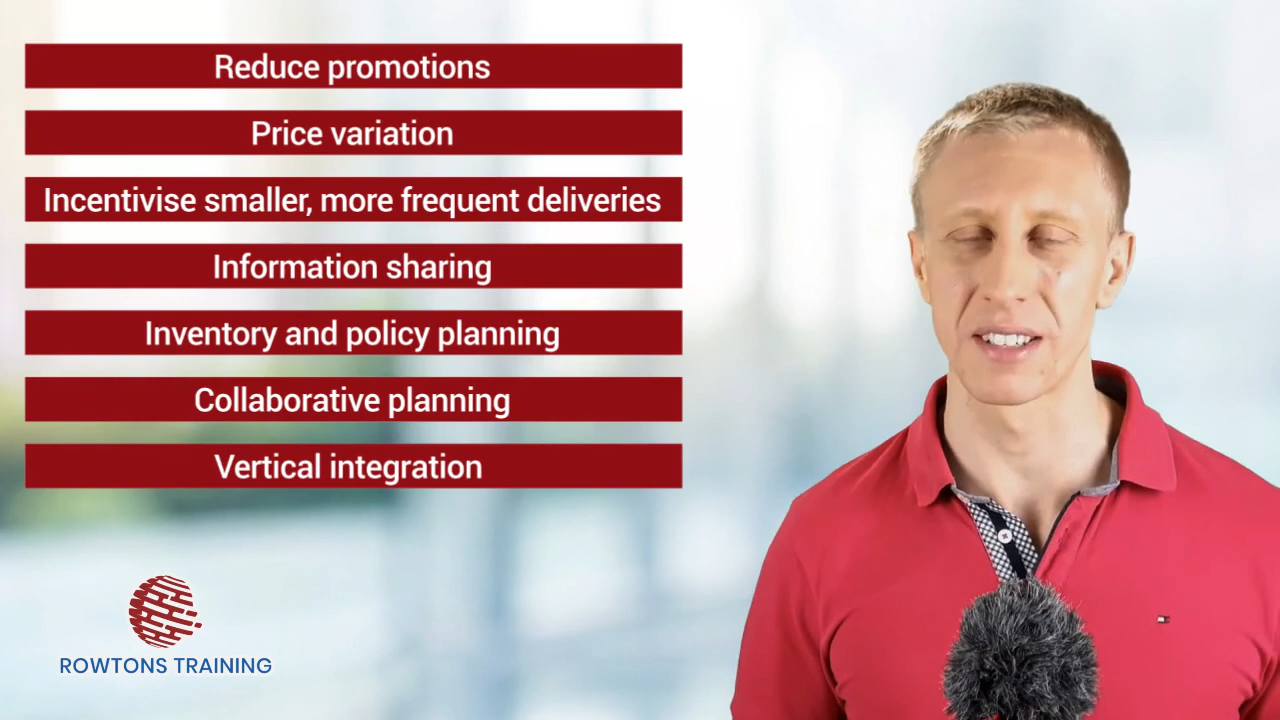 Reduce promotions
Price variation
Incentivise smaller, more frequent deliveries
Information sharing
Inventory and policy planning
Collaborative planning
Vertical integration
ROWTONS TRAINING